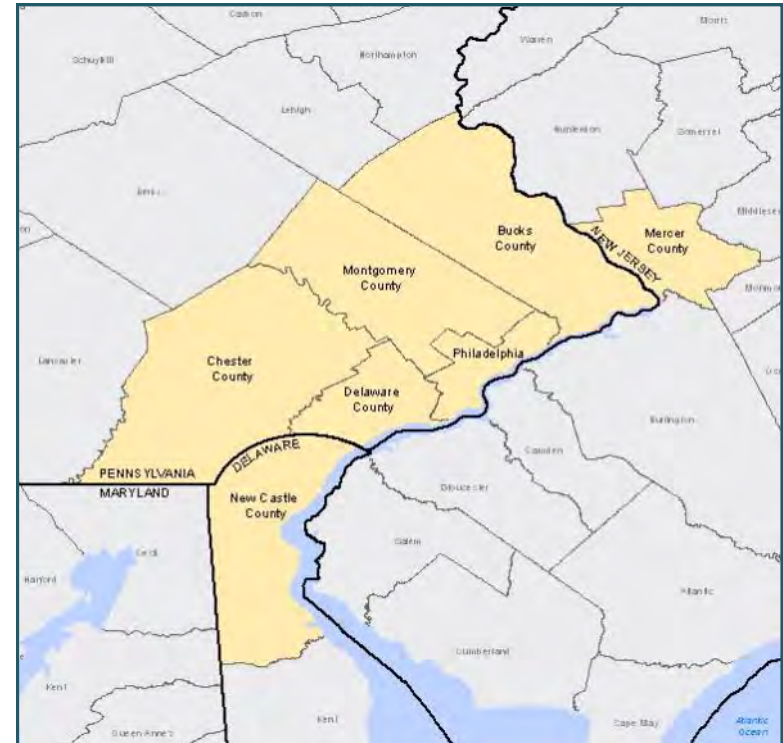 Carbon
Warren
Morris
Schuylkill
Northampton
Lehigh
Hunterdon
Somerset
Berks
Middlesex
Bucks
County
NEW JERSEY
Mercer
County
Montgomery
County
Monmo
Lancaster
Chester
County
Philadelphia
Delaware
County
Burlington
Camden
DELAWARE
PENNSYLVANIA
MARYLAND
New Castle
County
Gloucester
Salem
Cecil
Harford
Atlantic
Cumberland
Kent
Kent
Queen Anne's
Cape May
Atlantic
Ocean